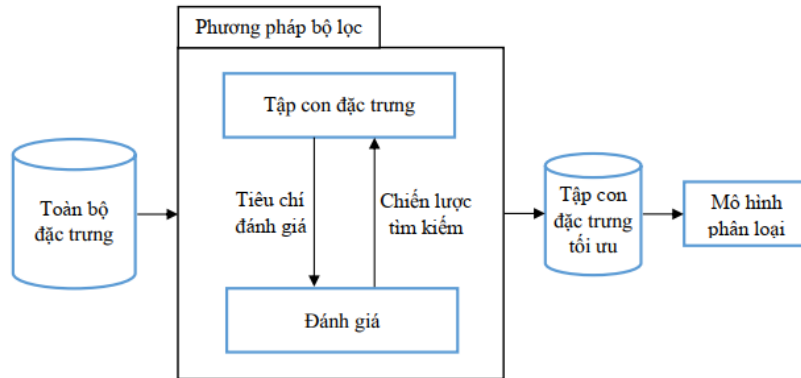 Phương pháp bộ lọc
Tập con đặc trưng
Toàn bộ
đặc trưng
Tiêu chí
đánh giá
Chiến lược
tìm kiếm
Đánh giá
Tập con
đặc trưng
tối ưu
Mô hình
phân loại